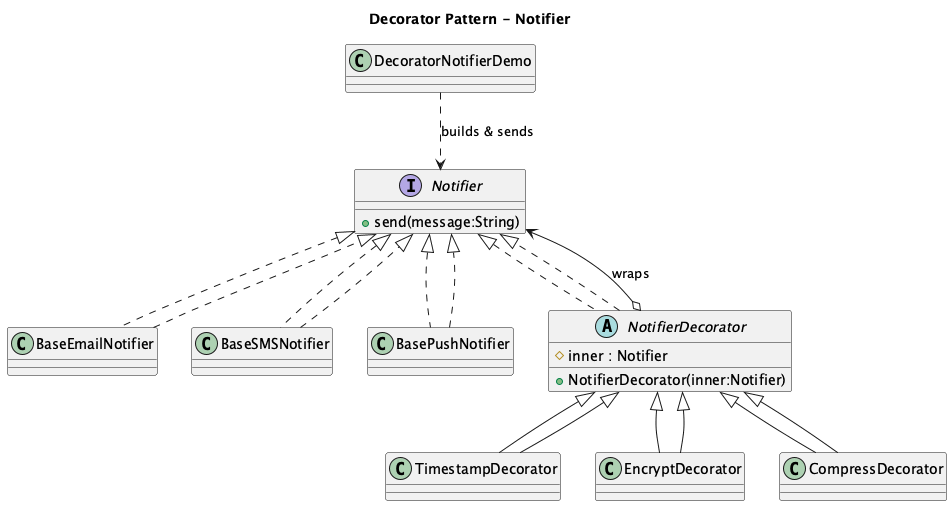 Decorator Pattern – Notifier
C DecoratorNotifierDemo
builds & sends
I Notifier
send(message:String)
wraps
C BaseEmailNotifier
C BaseSMSNotifier
C BasePushNotifier
A NotifierDecorator
inner : Notifier
NotifierDecorator(inner:Notifier)
C TimestampDecorator
C EncryptDecorator
C CompressDecorator